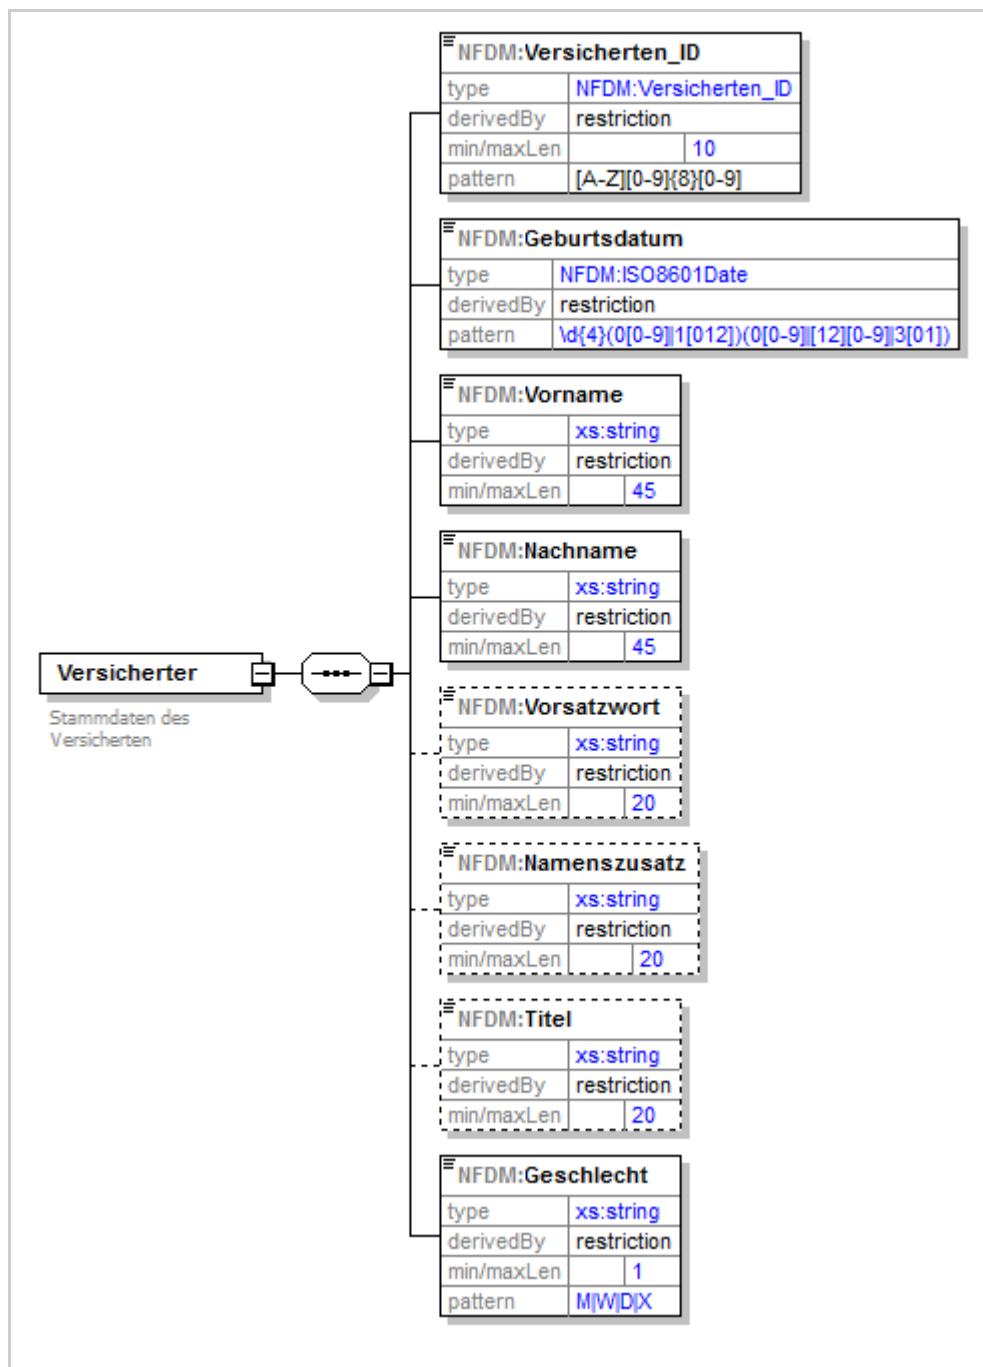 NFDM:Versicherten_ID
type NFDM:Versicherten_ID
derivedBy restriction
min/maxLen 10
pattern [A-Z][0-9]{8}[0-9]
NFDM:Geburtsdatum
type NFDM:ISO8601Date
derivedBy restriction
pattern \d{4}(0[0-9]|1[012])(0[0-9]|[12][0-9]|3[01])
NFDM:Vorname
type xs:string
derivedBy restriction
min/maxLen 45
NFDM:Nachname
type xs:string
derivedBy restriction
min/maxLen 45
Versicherter
Stammdaten des
Versicherten
NFDM:Vorsatzwort
type xs:string
derivedBy restriction
min/maxLen 20
NFDM:Namenszusatz
type xs:string
derivedBy restriction
min/maxLen 20
NFDM:Titel
type xs:string
derivedBy restriction
min/maxLen 20
NFDM:Geschlecht
type xs:string
derivedBy restriction
min/maxLen 1
pattern M|W|D|X